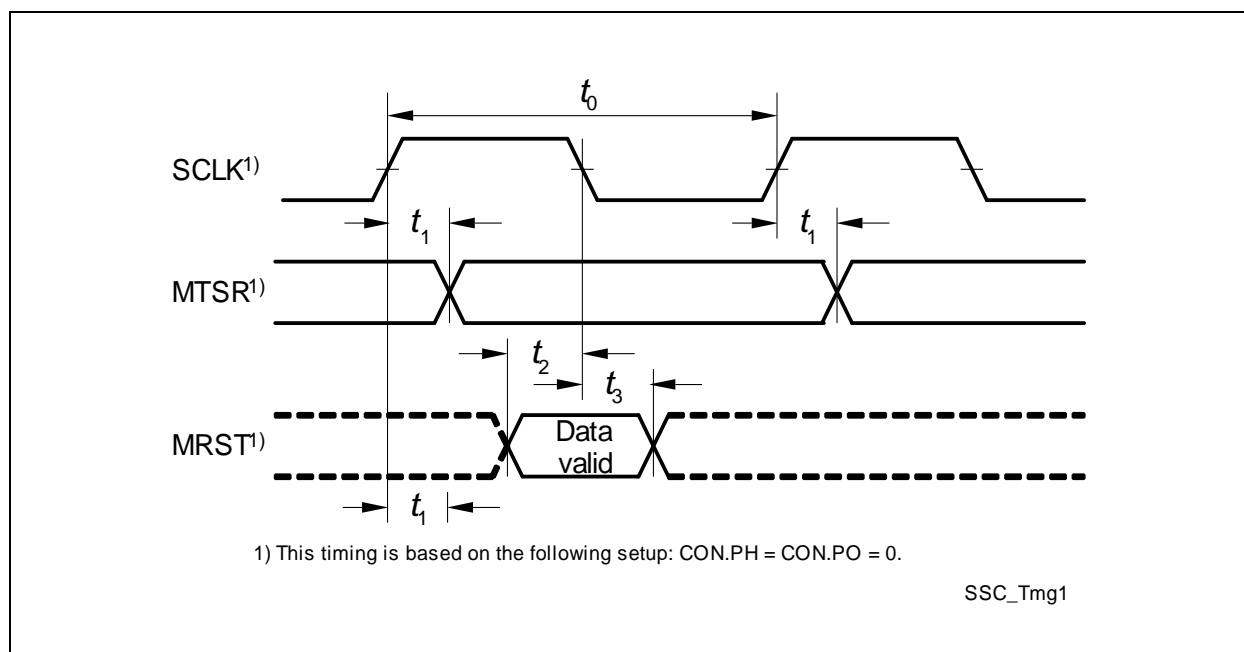 t0
SCLK1)
t1
t1
MTSR1)
t2
t3
MRST1)
Data
valid
t1
1) This timing is based on the following setup: CON.PH = CON.PO = 0.
SSC_Tmg1